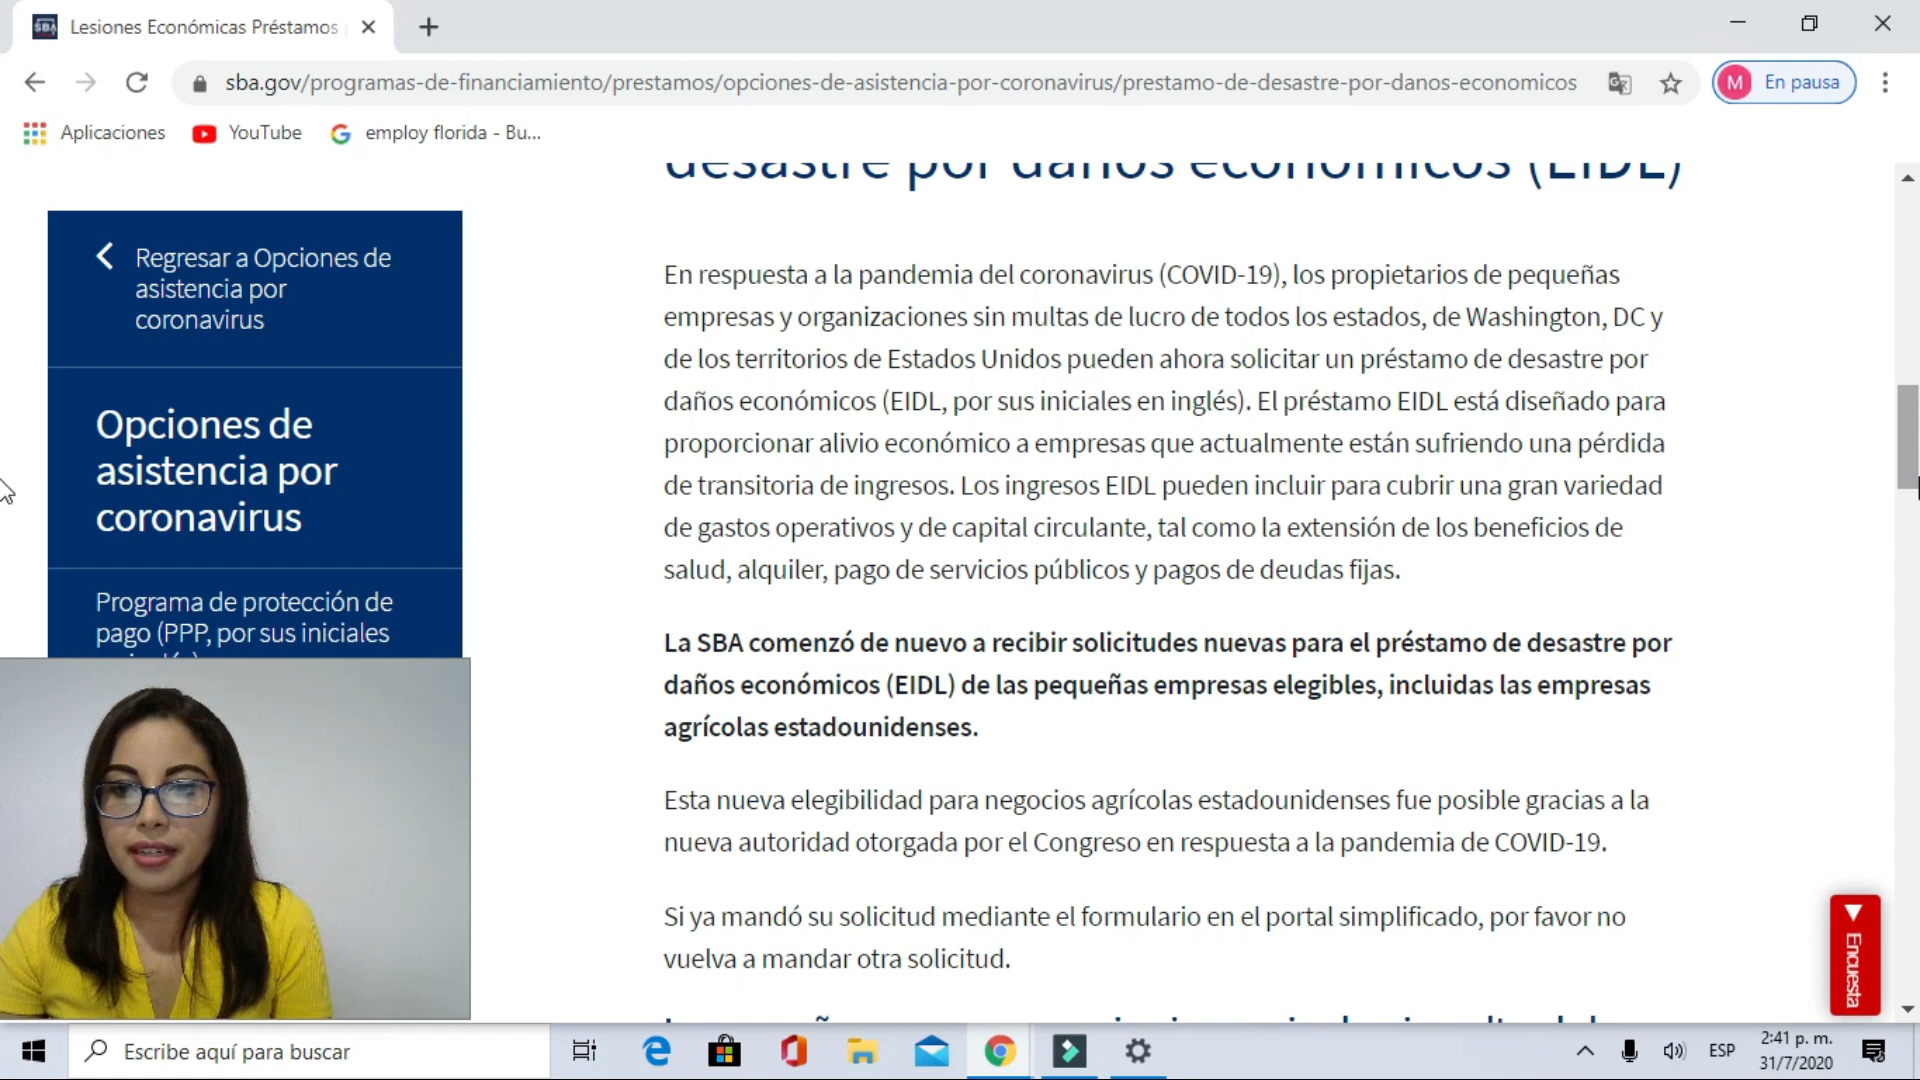 SBA
Lesiones Económicas Préstamos
sba.gov/programas-de-financiamiento/prestamos/opciones-de-asistencia-por-coronavirus/prestamo-de-desastre-por-danos-economicos
M En pausa
Aplicaciones YouTube employ florida - Bu...
desastre por daños económicos (EIDL)
Regresar a Opciones de
asistencia por
coronavirus
Opciones de
asistencia por
coronavirus
Programa de protección de
pago (PPP, por sus iniciales
En respuesta a la pandemia del coronavirus (COVID-19), los propietarios de pequeñas
empresas y organizaciones sin multas de lucro de todos los estados, de Washington, DC y
de los territorios de Estados Unidos pueden ahora solicitar un préstamo de desastre por
daños económicos (EIDL, por sus iniciales en inglés). El préstamo EIDL está diseñado para
proporcionar alivio económico a empresas que actualmente están sufriendo una pérdida
de transitoria de ingresos. Los ingresos EIDL pueden incluir para cubrir una gran variedad
de gastos operativos y de capital circulante, tal como la extensión de los beneficios de
salud, alquiler, pago de servicios públicos y pagos de deudas fijas.
La SBA comenzó de nuevo a recibir solicitudes nuevas para el préstamo de desastre por
daños económicos (EIDL) de las pequeñas empresas elegibles, incluidas las empresas
agrícolas estadounidenses.
Esta nueva elegibilidad para negocios agrícolas estadounidenses fue posible gracias a la
nueva autoridad otorgada por el Congreso en respuesta a la pandemia de COVID-19.
Si ya mandó su solicitud mediante el formulario en el portal simplificado, por favor no
vuelva a mandar otra solicitud.
Encuesta
Escribe aquí para buscar
ESP
2:41 p. m.
31/7/2020